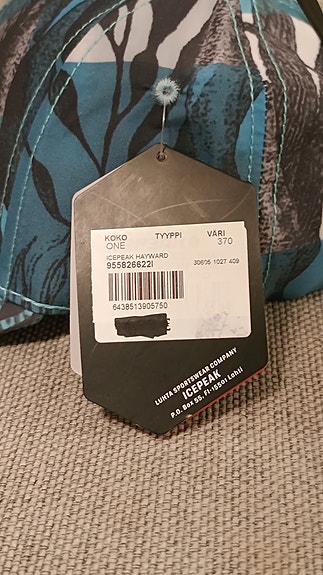 KOKO TYYPPI VÄRI
ONE 370
ICEPEAK HAYWARD
955826622I 30605 1027 409
6438513905750
LUHTA SPORTSWEAR COMPANY
ICEPEAK
P.O. Box 55, FI-15501 Lahti